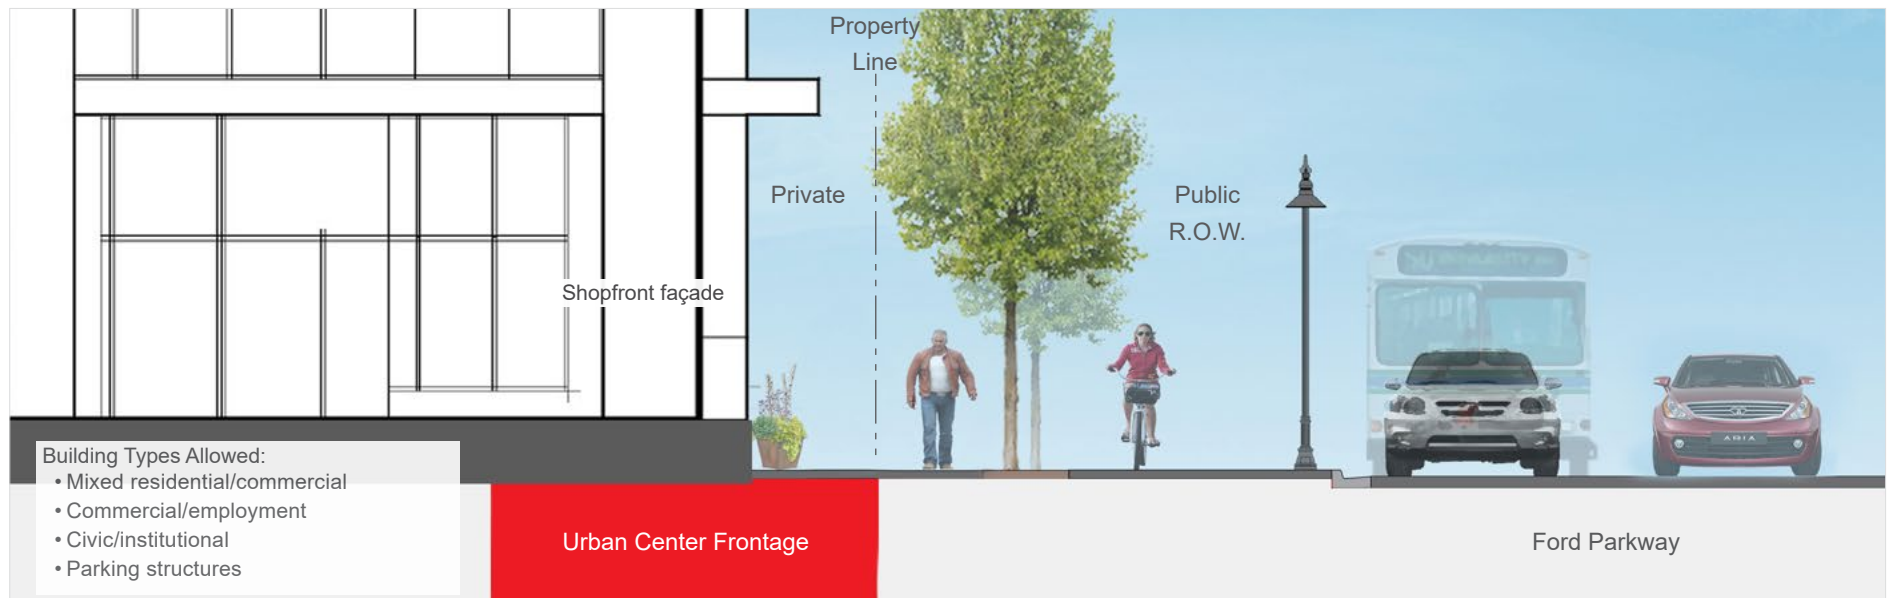 Property
Line
Private
Public
R.O.W.
Shopfront façade
Building Types Allowed:
• Mixed residential/commercial
• Commercial/employment
• Civic/institutional
• Parking structures
Urban Center Frontage
Ford Parkway
ARIA